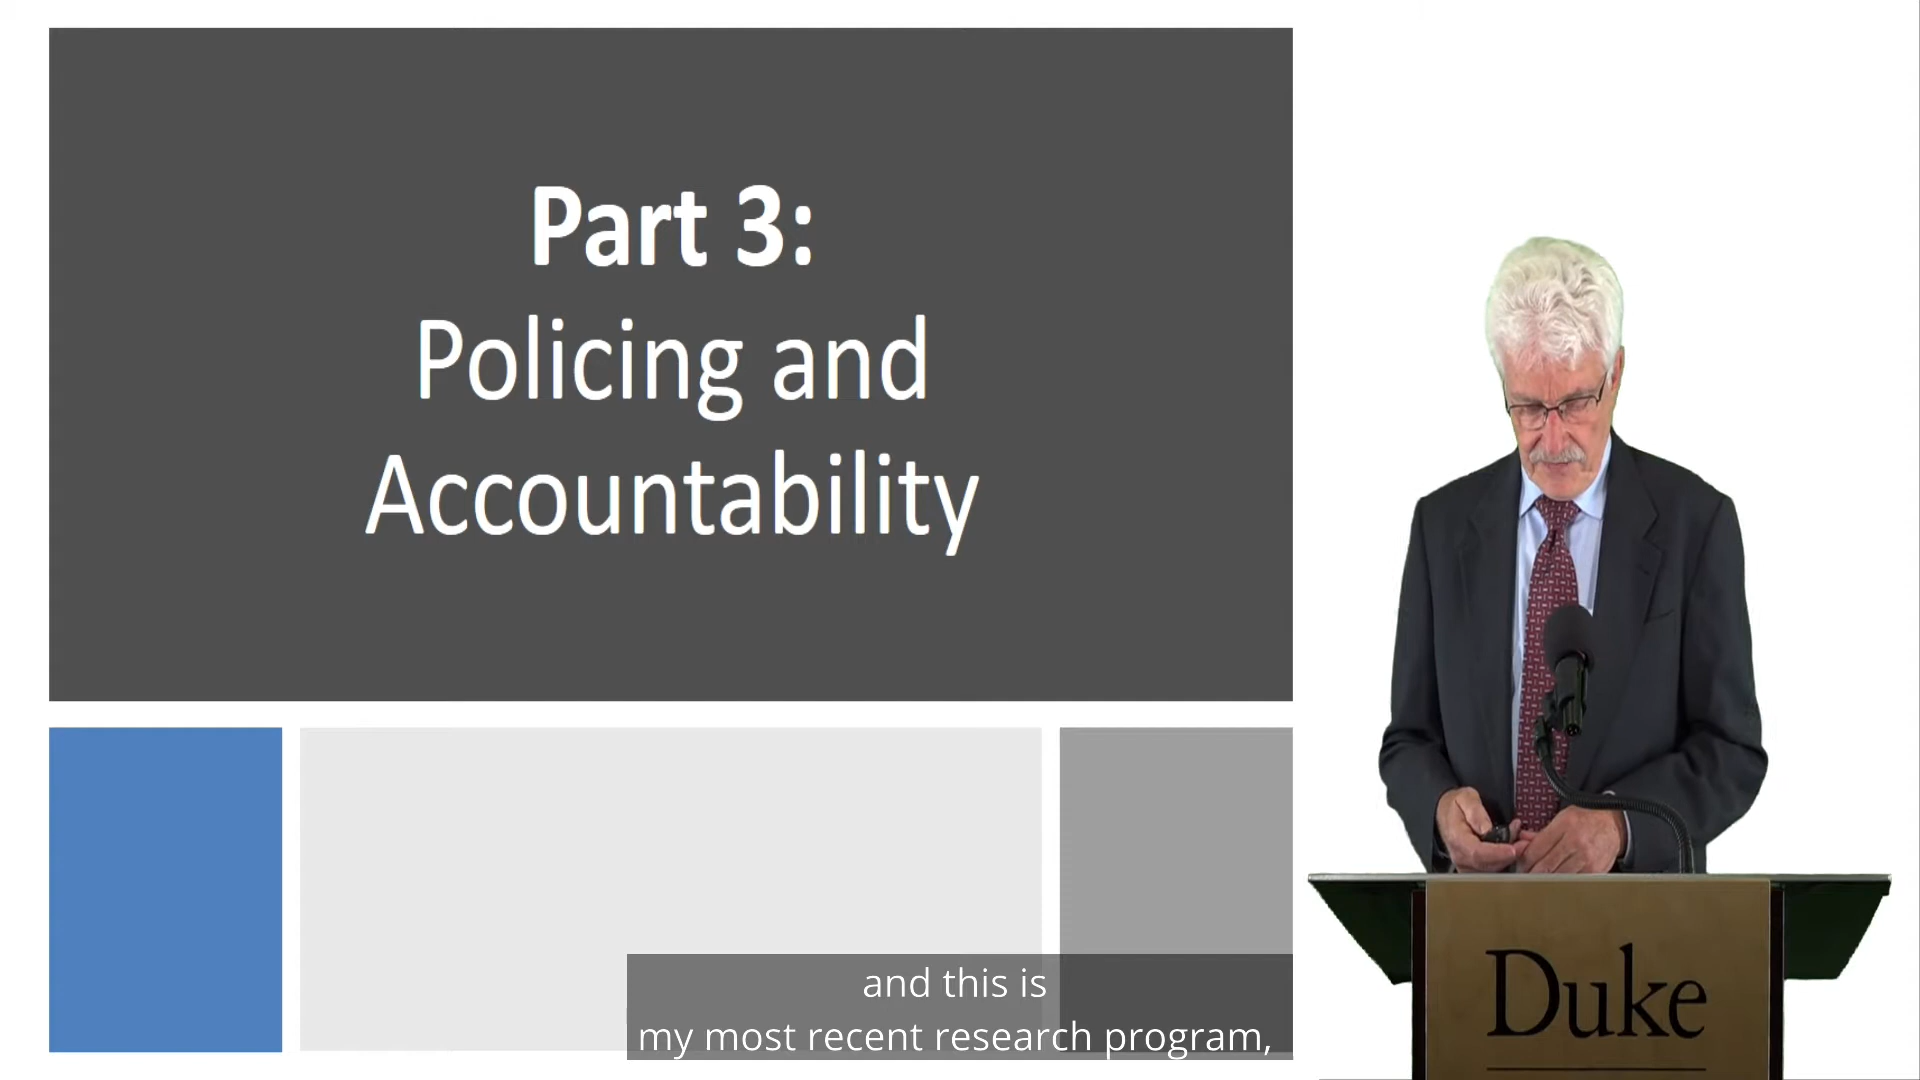 Part 3:
Policing and
Accountability
and this is
my most recent research program,
Duke